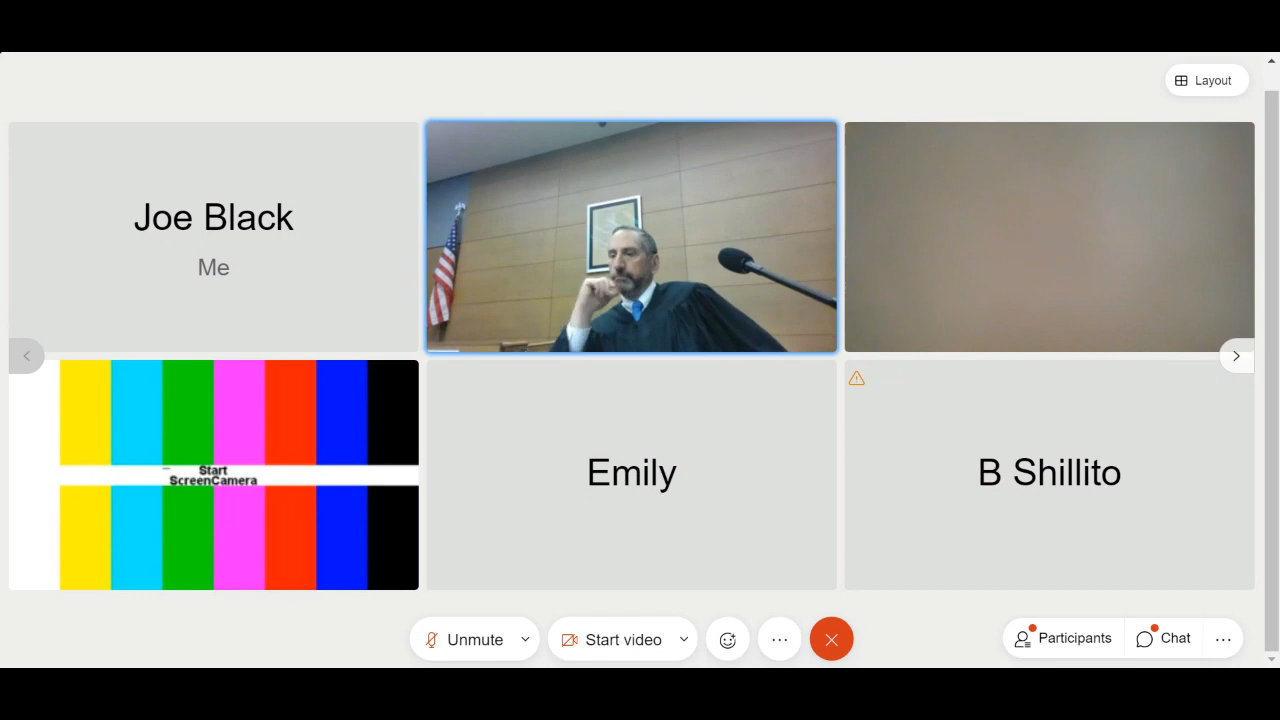 Layout
Joe Black
Me
Start
ScreenCamera
Emily
B Shillito
Unmute
Start video
Participants
Chat